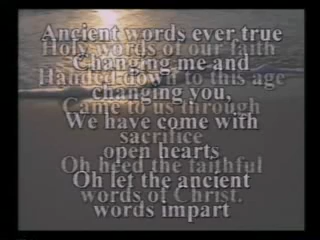 Ancient words ever true
Holy words of our faith
Changing me and
Handed down to this age
changing you,
Came to us through
We have come with
sacrifice
open hearts
Oh heed the faithful
Oh let the ancient
words of Christ.
words impart